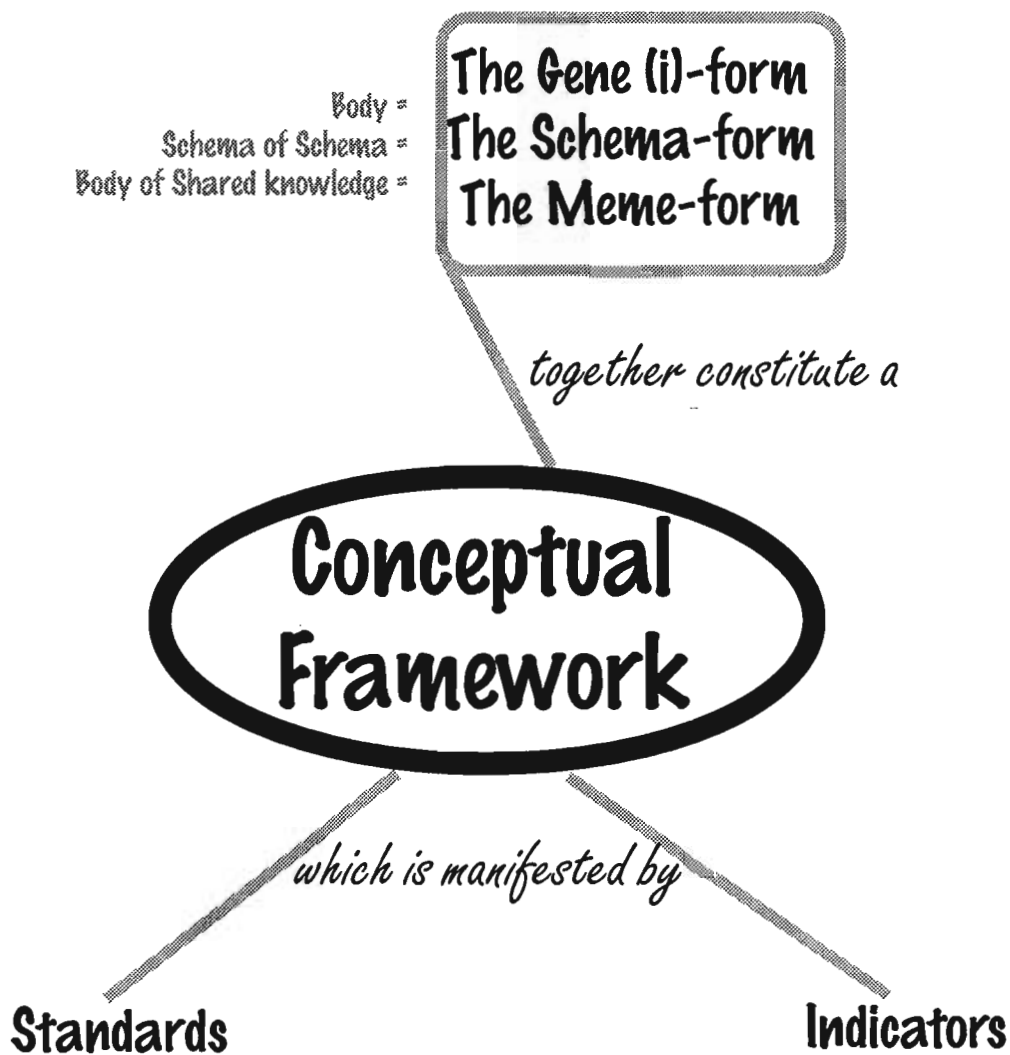 Body = The Gene (i)-form
Schema of Schema = The Schema-form
Body of Shared knowledge = The Meme-form
together constitute a
Conceptual
Framework
which is manifested by
Standards
Indicators